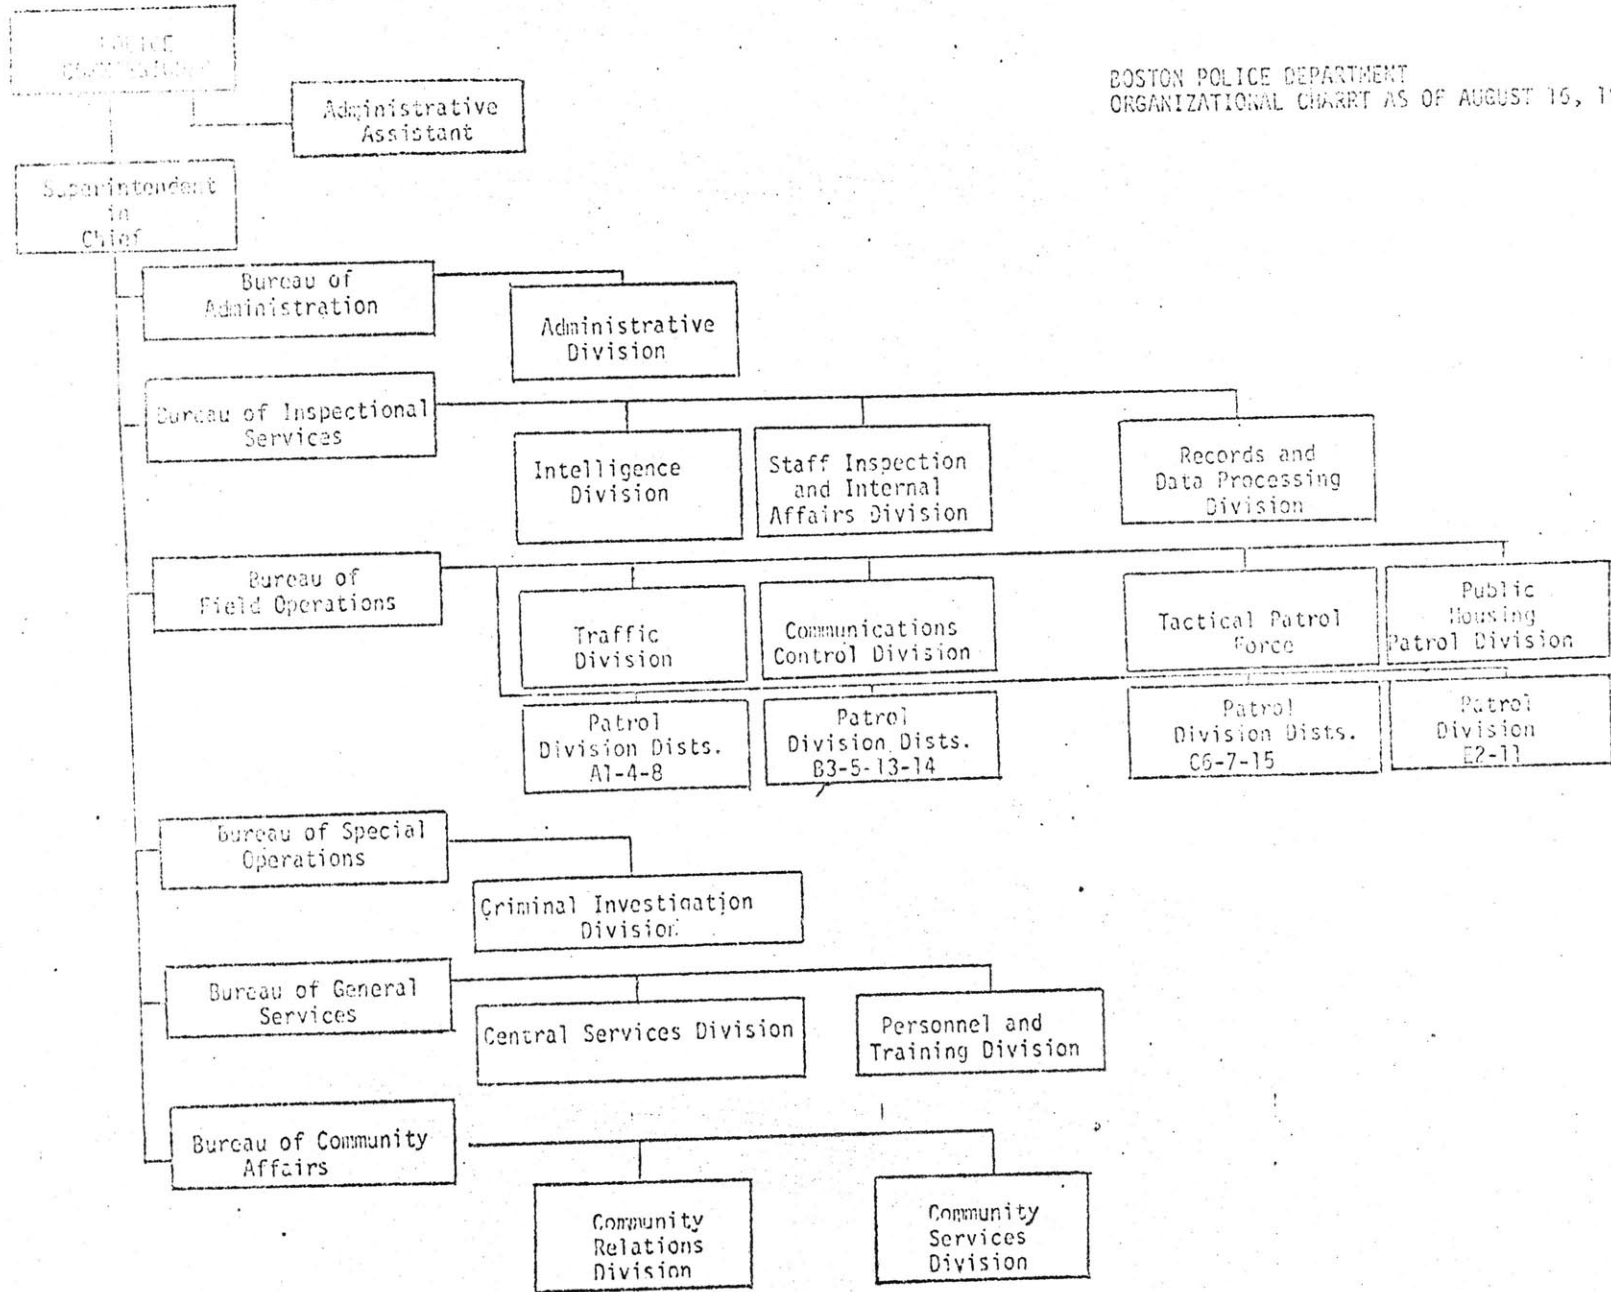 POLICE
COMMISSIONER
BOSTON POLICE DEPARTMENT
ORGANIZATIONAL CHARRT AS OF AUGUST 15,
Administrative
Assistant
Superintendent
in
Chief
Bureau of
Administration
Administrative
Division
Bureau of Inspectional
Services
Intelligence
Division
Staff Inspection
and Internal
Affairs Division
Records and
Data Processing
Division
Bureau of
Field Operations
Traffic
Division
Communications
Control Division
Tactical Patrol
Force
Public
Housing
Patrol Division
Patrol
Division Dists.
A1-4-8
Patrol
Division Dists.
B3-5-13-14
Patrol
Division Dists.
C6-7-15
Patrol
Division
E2-11
Bureau of Special
Operations
Criminal Investigation
Division
Bureau of General
Services
Central Services Division
Personnel and
Training Division
Bureau of Community
Affairs
Community
Relations
Division
Community
Services
Division